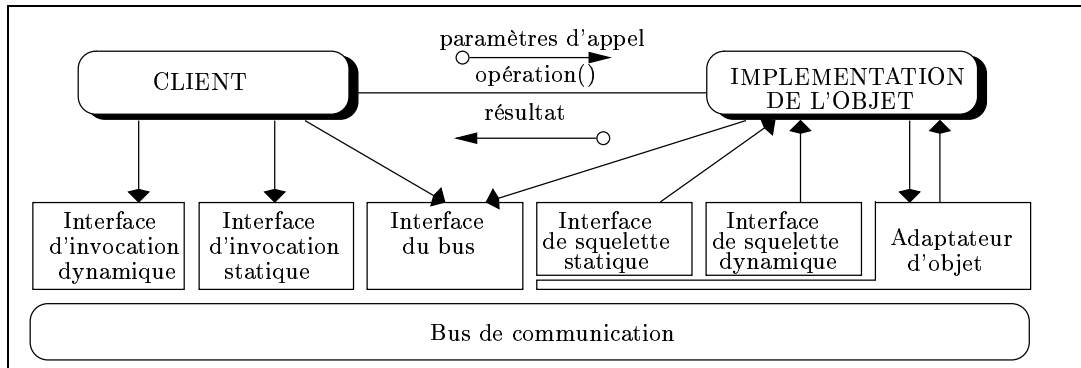 paramètres d'appel
CLIENT
opération()
IMPLEMENTATION
DE L'OBJET
résultat
Interface
d'invocation
dynamique
Interface
d'invocation
statique
Interface
du bus
Interface
de squelette
statique
Interface
de squelette
dynamique
Adaptateur
d'objet
Bus de communication